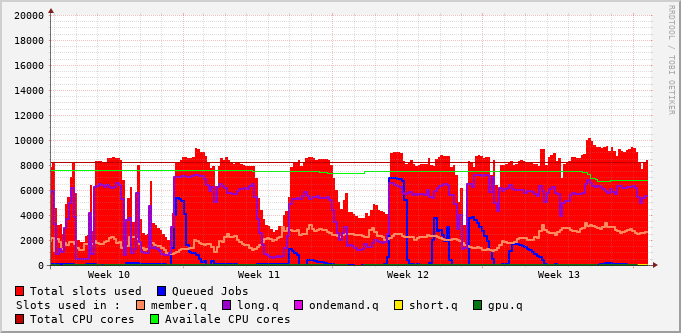 20000
18000
16000
14000
12000
10000
8000
6000
4000
2000
0
Week 10 Week 11 Week 12 Week 13
RRDTOOL / TOBI OETIKER
Total slots used Queued Jobs
Slots used in : member.q long.q ondemand.q short.q gpu.q
Total CPU cores Availale CPU cores